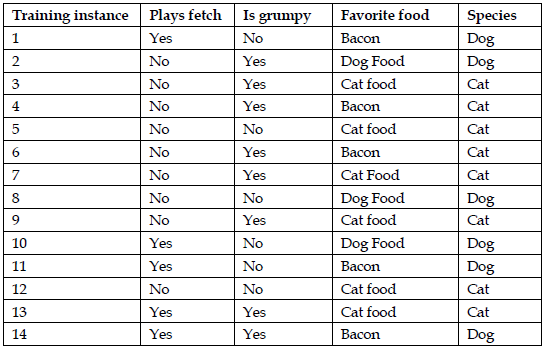 Training instance Plays fetch Is grumpy Favorite food Species
1 Yes No Bacon Dog
2 No Yes Dog Food Dog
3 No Yes Cat food Cat
4 No Yes Bacon Cat
5 No No Cat food Cat
6 No Yes Bacon Cat
7 No Yes Cat Food Cat
8 No No Dog Food Dog
9 No Yes Cat food Cat
10 Yes No Dog Food Dog
11 Yes No Bacon Dog
12 No No Cat food Cat
13 Yes Yes Cat food Cat
14 Yes Yes Bacon Dog